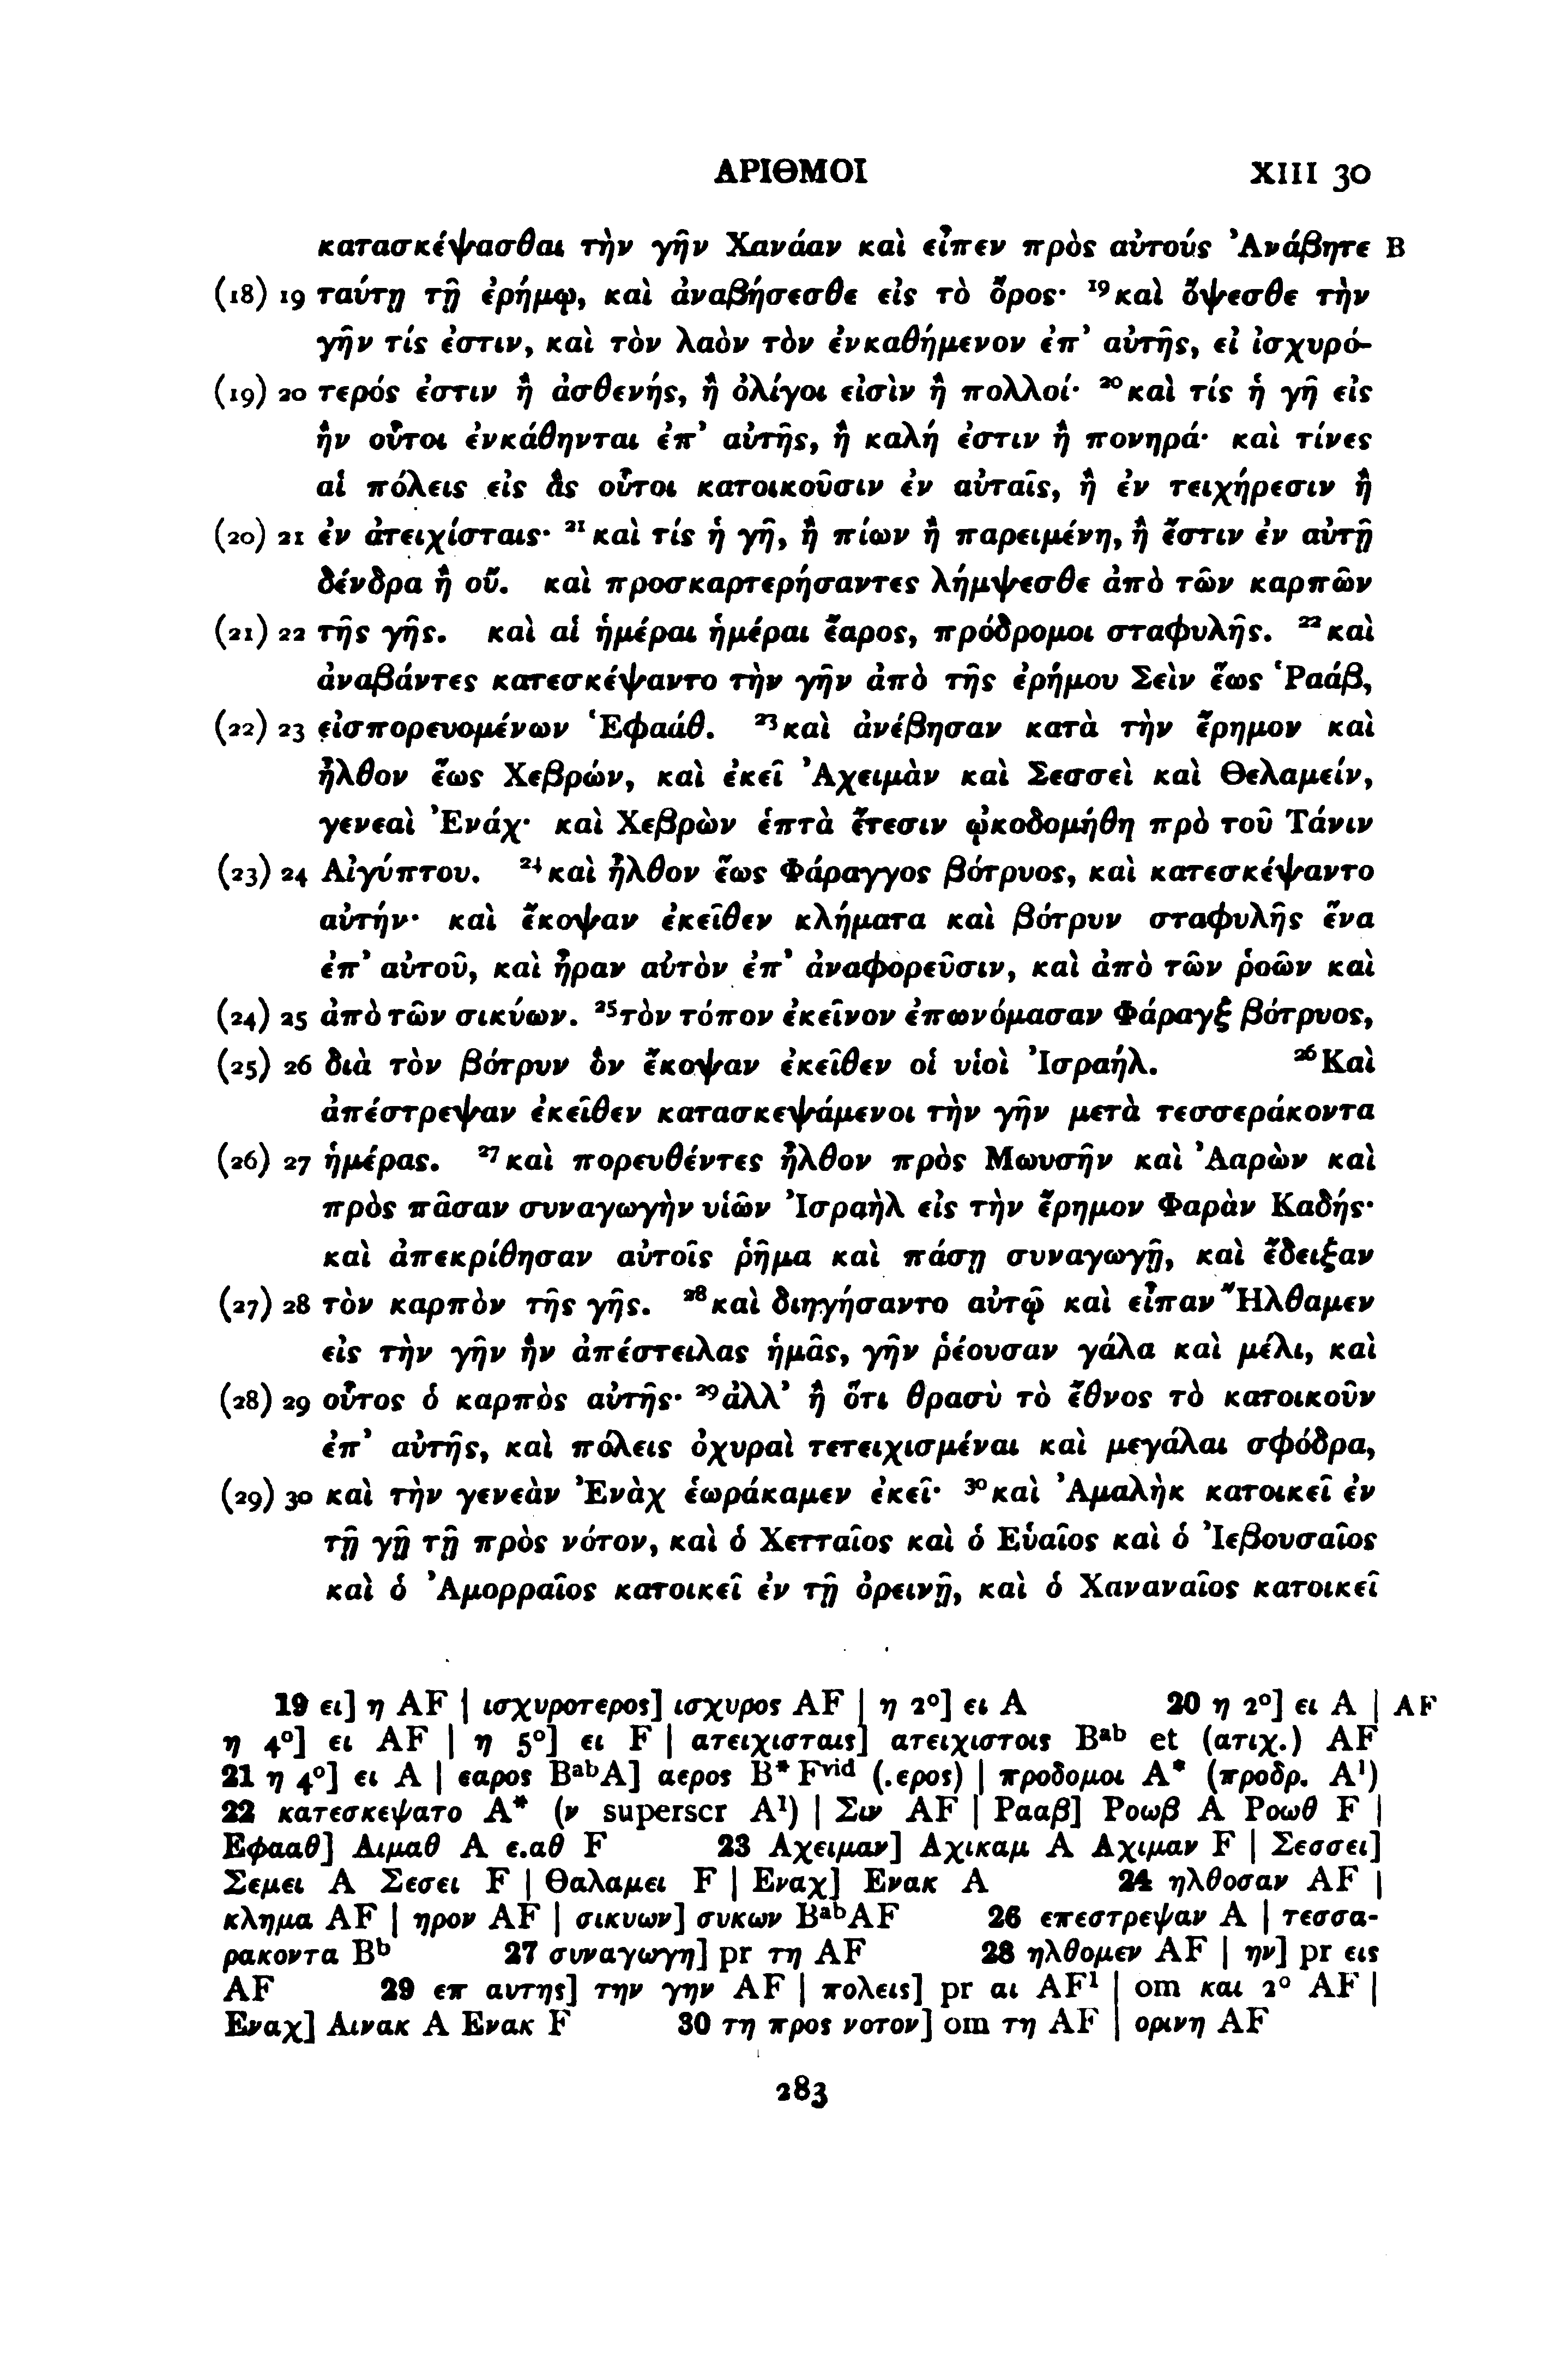 ΑΡΙΘΜΟΙ XIII 30
κατασκέψασθαι τὴν γῆν Χανάαν καὶ εἶπεν πρὸς αὐτούς Ἀνάβητε B
(18) 19 ταύτῃ τῇ ἐρήμῳ, καὶ ἀναβήσεσθε εἰς τὸ ὄρος· ¹⁹καὶ ὄψεσθε τὴν
γῆν τίς ἐστιν, καὶ τὸν λαὸν τὸν ἐνκαθήμενον ἐπ’ αὐτῆς, εἰ ἰσχυρό-
(19) 20 τερός ἐστιν ἢ ἀσθενής, ἢ ὀλίγοι εἰσὶν ἢ πολλοί· ²⁰καὶ τίς ἡ γῆ εἰς
ἣν οὗτοι ἐνκάθηνται ἐπ’ αὐτῆς, ἢ καλή ἐστιν ἢ πονηρά· καὶ τίνες
αἱ πόλεις εἰς ἃς οὗτοι κατοικοῦσιν ἐν αὐταῖς, ἢ ἐν τειχήρεσιν ἢ
(20) 21 ἐν ἀτειχίσταις· ²¹καὶ τίς ἡ γῆ, ἢ πίων ἢ παρειμένη, ἢ ἔστιν ἐν αὐτῇ
δένδρα ἢ οὔ. καὶ προσκαρτερήσαντες λήμψεσθε ἀπὸ τῶν καρπῶν
(21) 22 τῆς γῆς. καὶ αἱ ἡμέραι ἡμέραι ἔαρος, πρόδρομοι σταφυλῆς. ²²καὶ
ἀναβάντες κατεσκέψαντο τὴν γῆν ἀπὸ τῆς ἐρήμου Σεὶν ἕως Ῥαάβ,
(22) 23 εἰσπορευομένων Ἐφαάθ. ²³καὶ ἀνέβησαν κατὰ τὴν ἔρημον καὶ
ἦλθον ἕως Χεβρών, καὶ ἐκεῖ Ἀχειμὰν καὶ Σεσσεὶ καὶ Θελαμείν,
γενεαὶ Ἐνάχ· καὶ Χεβρὼν ἑπτὰ ἔτεσιν ᾠκοδομήθη πρὸ τοῦ Τάνιν
(23) 24 Αἰγύπτου. ²⁴καὶ ἦλθον ἕως Φάραγγος βότρυος, καὶ κατεσκέψαντο
αὐτήν· καὶ ἔκοψαν ἐκεῖθεν κλήματα καὶ βότρυν σταφυλῆς ἕνα
ἐπ’ αὐτοῦ, καὶ ἦραν αὐτὸν ἐπ’ ἀναφορεῦσιν, καὶ ἀπὸ τῶν ῥοῶν καὶ
(24) 25 ἀπὸ τῶν σικύων. ²⁵τὸν τόπον ἐκεῖνον ἐπωνόμασαν Φάραγξ βότρυος,
(25) 26 διὰ τὸν βότρυν ὃν ἔκοψαν ἐκεῖθεν οἱ υἱοὶ Ἰσραήλ. ²⁶Καὶ
ἀπέστρεψαν ἐκεῖθεν κατασκεψάμενοι τὴν γῆν μετὰ τεσσεράκοντα
(26) 27 ἡμέρας. ²⁷καὶ πορευθέντες ἦλθον πρὸς Μωυσῆν καὶ Ἀαρὼν καὶ
πρὸς πᾶσαν συναγωγὴν υἱῶν Ἰσραὴλ εἰς τὴν ἔρημον Φαρὰν Καδής·
καὶ ἀπεκρίθησαν αὐτοῖς ῥῆμα καὶ πάσῃ συναγωγῇ, καὶ ἔδειξαν
(27) 28 τὸν καρπὸν τῆς γῆς. ²⁸καὶ διηγήσαντο αὐτῷ καὶ εἶπαν Ἤλθαμεν
εἰς τὴν γῆν ἣν ἀπέστειλας ἡμᾶς, γῆν ῥέουσαν γάλα καὶ μέλι, καὶ
(28) 29 οὗτος ὁ καρπὸς αὐτῆς· ²⁹ἀλλ’ ἢ ὅτι θρασὺ τὸ ἔθνος τὸ κατοικοῦν
ἐπ’ αὐτῆς, καὶ πόλεις ὀχυραὶ τετειχισμέναι καὶ μεγάλαι σφόδρα,
(29) 30 καὶ τὴν γενεὰν Ἐνὰχ ἑωράκαμεν ἐκεῖ· ³⁰καὶ Ἀμαλὴκ κατοικεῖ ἐν
τῇ γῇ τῇ πρὸς νότον, καὶ ὁ Χετταῖος καὶ ὁ Εὑαῖος καὶ ὁ Ἰεβουσαῖος
καὶ ὁ Ἀμορραῖος κατοικεῖ ἐν τῇ ὀρεινῇ, καὶ ὁ Χαναναῖος κατοικεῖ
19 ει] η AF | ισχυροτερος] ισχυρος AF | η 2°] ει A 20 η 2°] ει A | AF
η 4°] ει AF | η 5°] ει F | ατειχισταις] ατειχιστοις Bᵃᵇ et (ατιχ.) AF
21 η 4°] ει A | εαρος BᵃᵇA] αερος B* Fᵛⁱᵈ (.ερος) | προδομοι A* (προδρ. A¹)
22 κατεσκεψατο A* (ν superscr A¹) | Σιν AF | Ρααβ] Ροωβ A Ροωθ F |
Εφααθ] Αιμαθ A ε.αθ F 23 Αχειμαν] Αχικαμ A Αχιμαν F | Σεσσει]
Σεμει A Σεσει F | Θαλαμει F | Εναχ] Ενακ A 24 ηλθοσαν AF |
κλημα AF | ηρον AF | σικυων] συκων BᵃᵇAF 26 επεστρεψαν A | τεσσα-
ρακοντα Bᵇ 27 συναγωγη] pr τη AF 28 ηλθομεν AF | ην] pr εις
AF 29 επ αυτης] την γην AF | πολεις] pr αι AF¹ | om και 2° AF |
Εναχ] Αινακ A Ενακ F 30 τη προς νοτον] om τη AF | ορινη AF
283